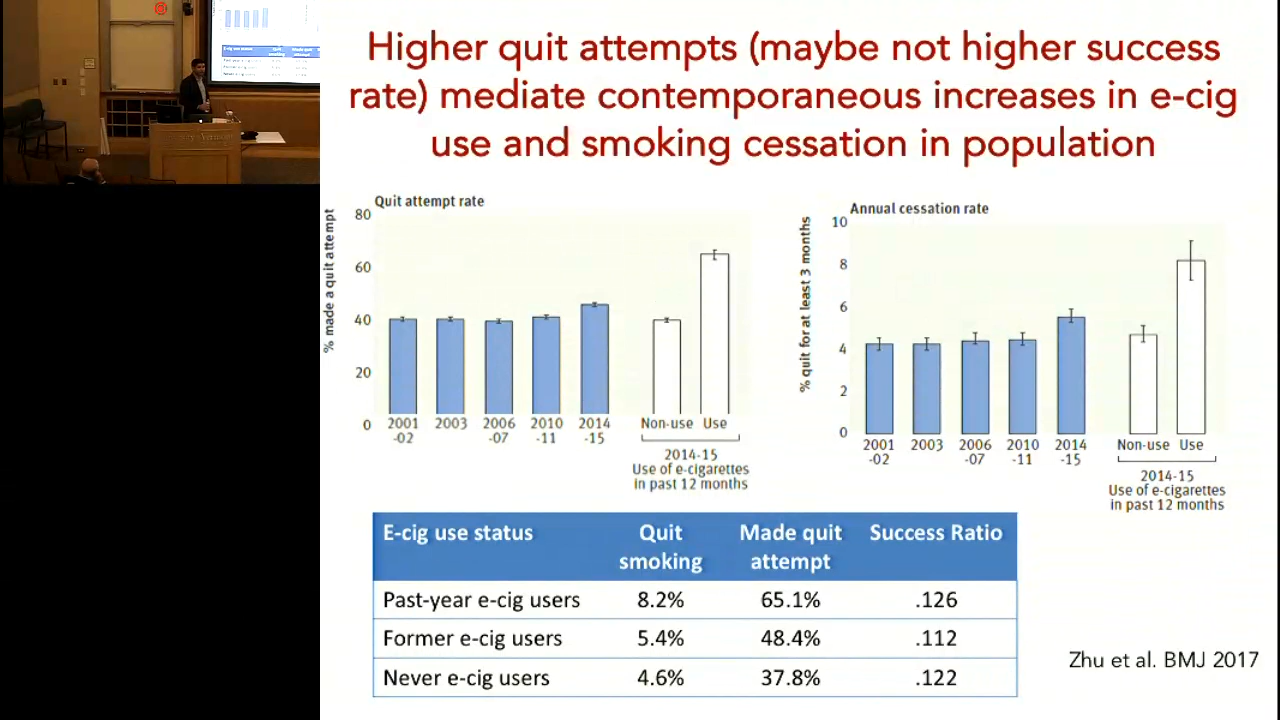 Higher quit attempts (maybe not higher success
rate) mediate contemporaneous increases in e-cig
use and smoking cessation in population
Quit attempt rate
% made a quit attempt
80
60
40
20
0
2001
-02
2003
2006
-07
2010
-11
2014
-15
Non-use
Use
2014-15
Use of e-cigarettes
in past 12 months
Annual cessation rate
% quit for at least 3 months
10
8
6
4
2
0
2001
-02
2003
2006
-07
2010
-11
2014
-15
Non-use
Use
2014-15
Use of e-cigarettes
in past 12 months
E-cig use status Quit smoking Made quit attempt Success Ratio
Past-year e-cig users 8.2% 65.1% .126
Former e-cig users 5.4% 48.4% .112
Never e-cig users 4.6% 37.8% .122
Zhu et al. BMJ 2017